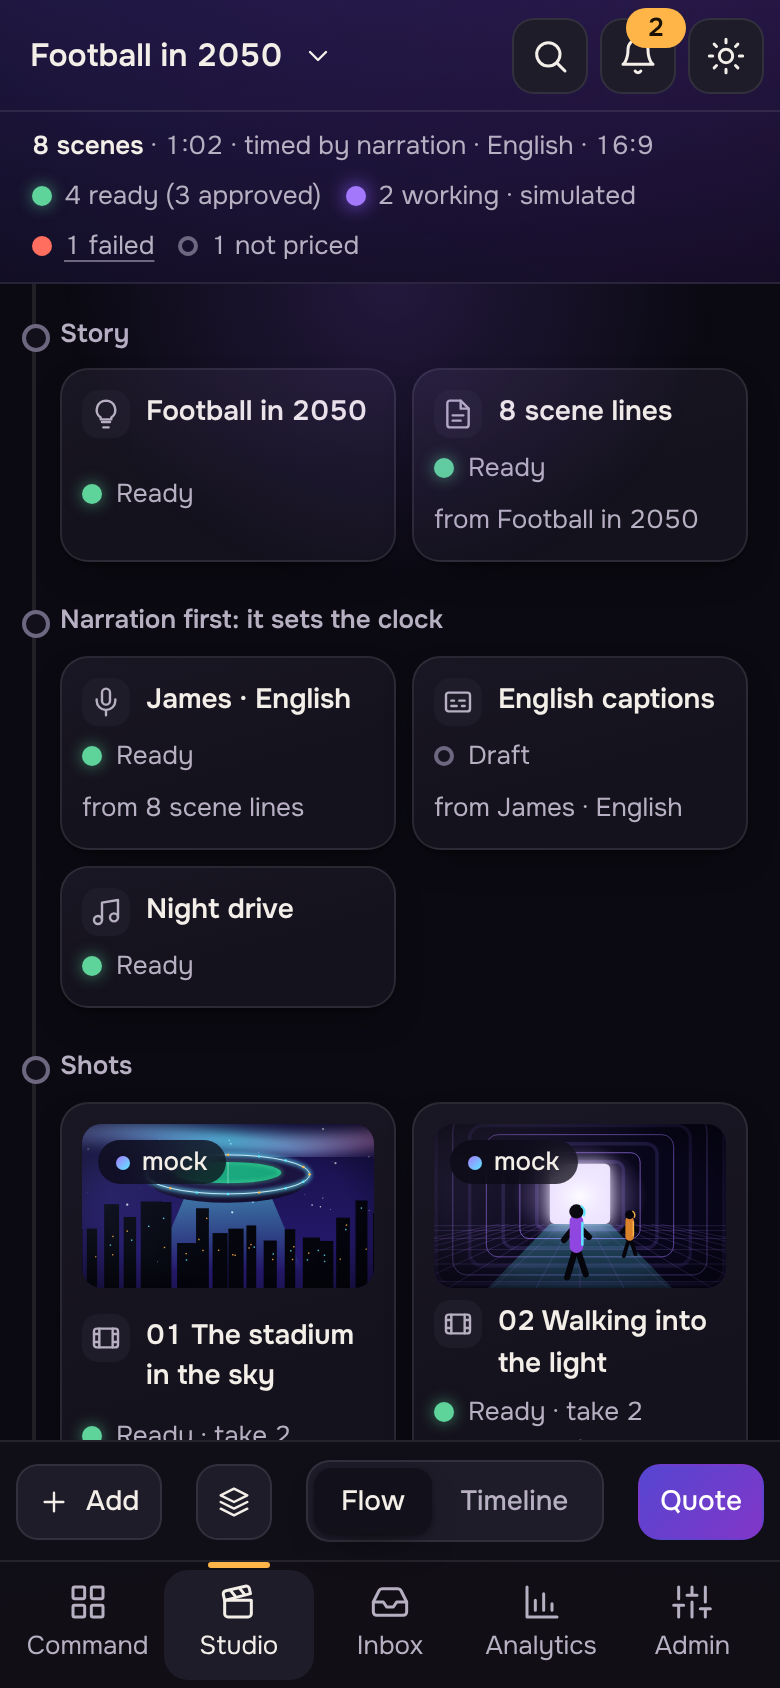 Football in 2050
2
8 scenes · 1:02 · timed by narration · English · 16:9
4 ready (3 approved) 2 working · simulated
1 failed 1 not priced
Story
Football in 2050
Ready
8 scene lines
Ready
from Football in 2050
Narration first: it sets the clock
James · English
Ready
from 8 scene lines
English captions
Draft
from James · English
Night drive
Ready
Shots
mock
01 The stadium
in the sky
Ready · take 2
mock
02 Walking into
the light
Ready · take 2
Add
Flow
Timeline
Quote
Command
Studio
Inbox
Analytics
Admin